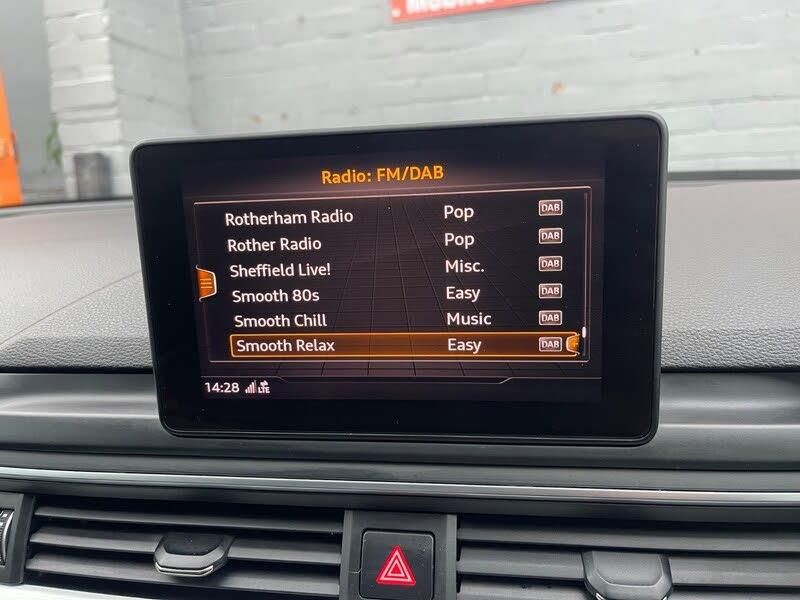 Radio: FM/DAB
Rotherham Radio Pop DAB
Rother Radio Pop DAB
Sheffield Live! Misc. DAB
Smooth 80s Easy DAB
Smooth Chill Music DAB
Smooth Relax Easy DAB
14:28 LTE